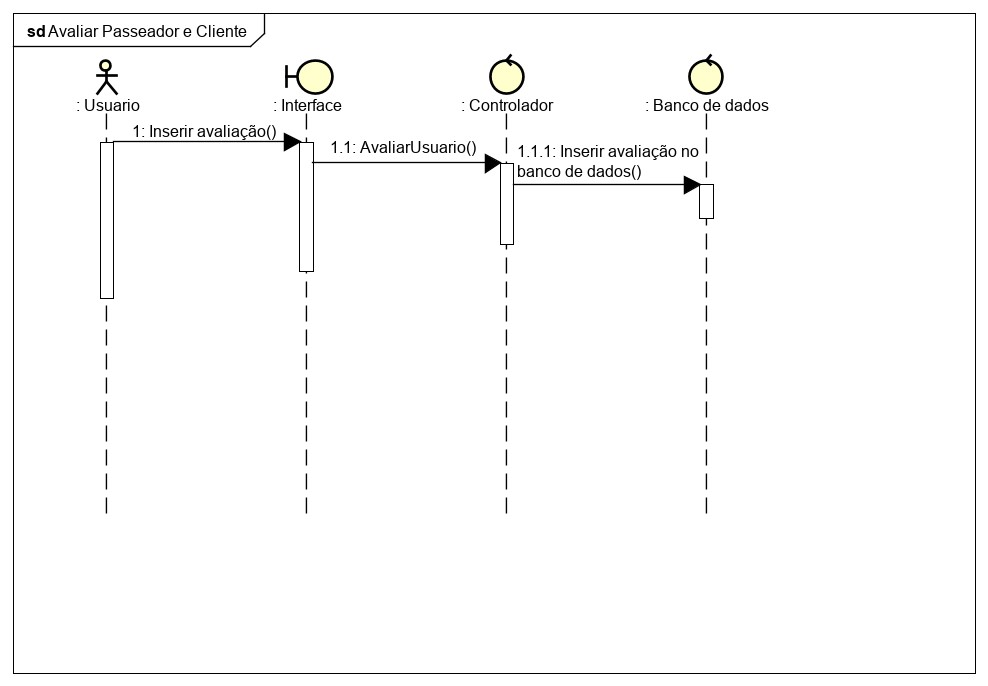 sd Avaliar Passeador e Cliente
: Usuario
: Interface
: Controlador
: Banco de dados
1: Inserir avaliação()
1.1: AvaliarUsuario()
1.1.1: Inserir avaliação no
banco de dados()